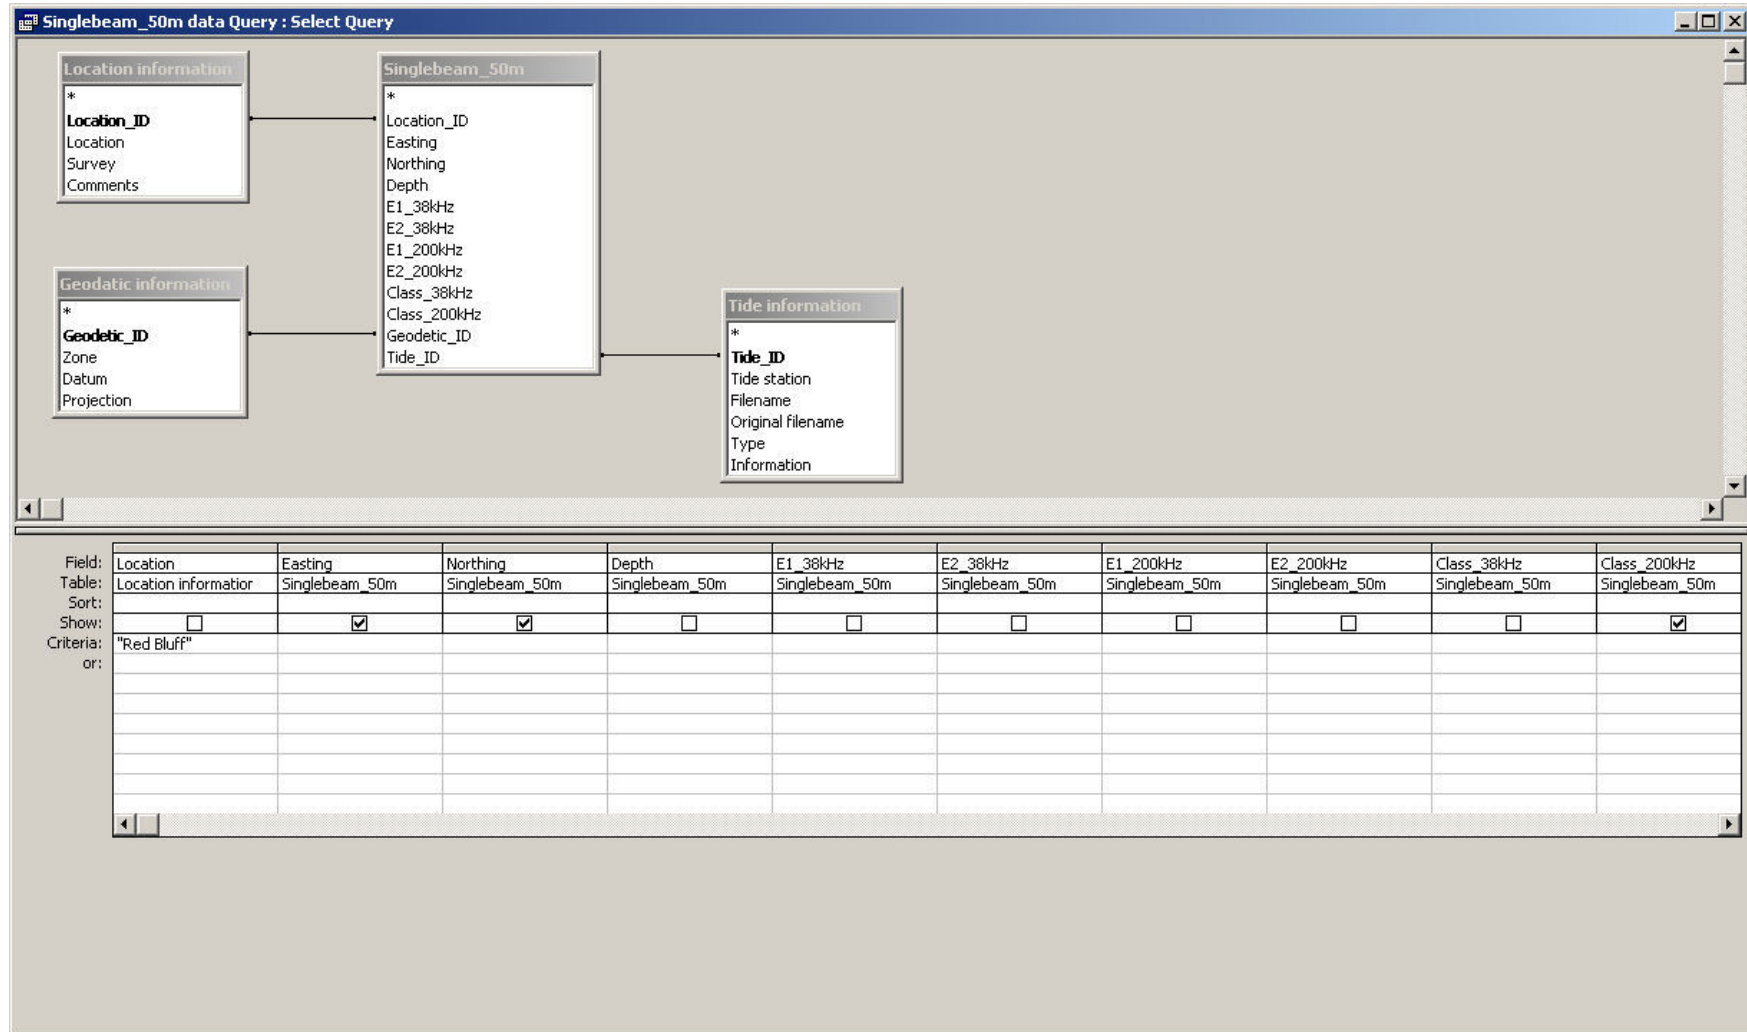 Singlebeam_50m data Query : Select Query
Location information
*
Location_ID
Location
Survey
Comments
Singlebeam_50m
*
Location_ID
Easting
Northing
Depth
E1_38kHz
E2_38kHz
E1_200kHz
E2_200kHz
Class_38kHz
Class_200kHz
Geodetic_ID
Tide_ID
Geodatic information
*
Geodetic_ID
Zone
Datum
Projection
Tide information
*
Tide_ID
Tide station
Filename
Original filename
Type
Information
Field: Location Easting Northing Depth E1_38kHz E2_38kHz E1_200kHz E2_200kHz Class_38kHz Class_200kHz
Table: Location information Singlebeam_50m Singlebeam_50m Singlebeam_50m Singlebeam_50m Singlebeam_50m Singlebeam_50m Singlebeam_50m Singlebeam_50m Singlebeam_50m
Sort:
Show:
Criteria: "Red Bluff"
or: